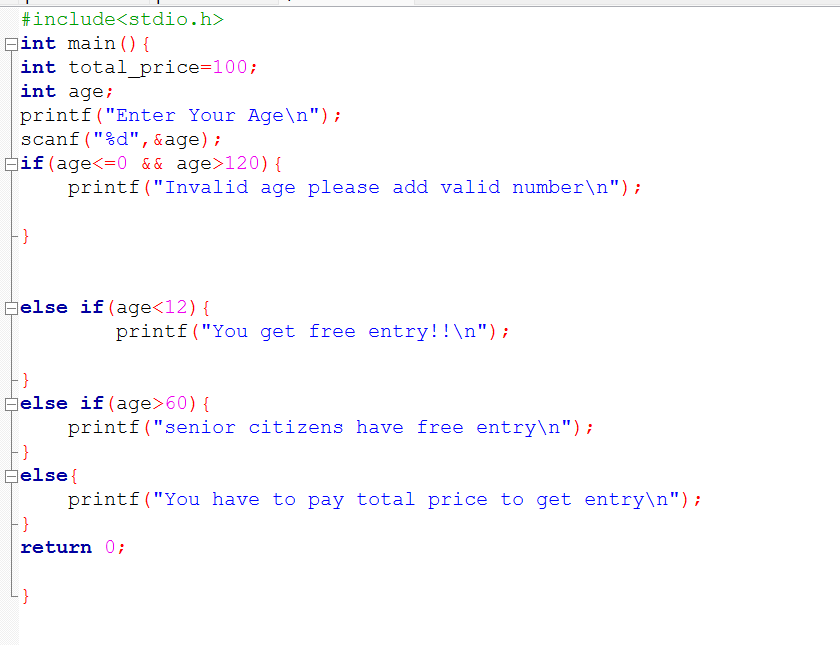 #include<stdio.h>
int main(){
int total_price=100;
int age;
printf("Enter Your Age\n");
scanf("%d",&age);
if(age<=0 && age>120){
    printf("Invalid age please add valid number\n");
}
else if(age<12){
        printf("You get free entry!!\n");
}
else if(age>60){
    printf("senior citizens have free entry\n");
}
else{
    printf("You have to pay total price to get entry\n");
}
return 0;
}